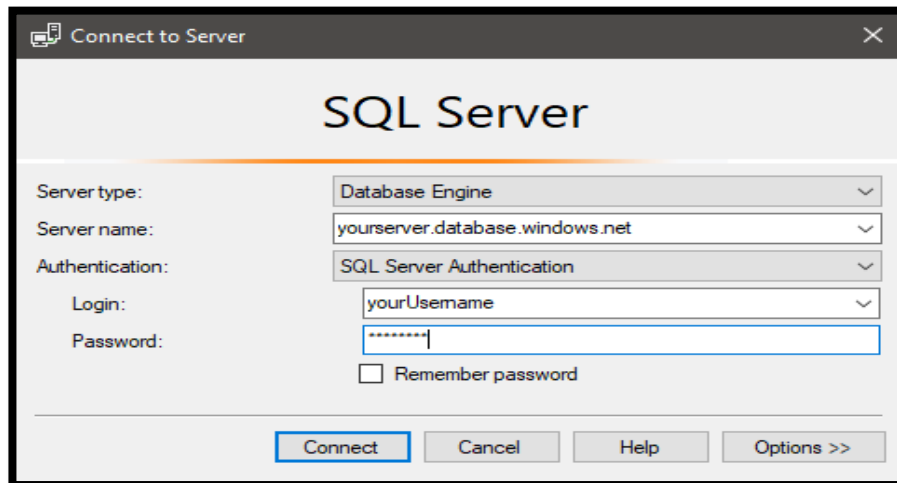 Connect to Server
SQL Server
Server type: Database Engine
Server name: yourserver.database.windows.net
Authentication: SQL Server Authentication
Login: yourUsername
Password: ********
Remember password
Connect Cancel Help Options >>